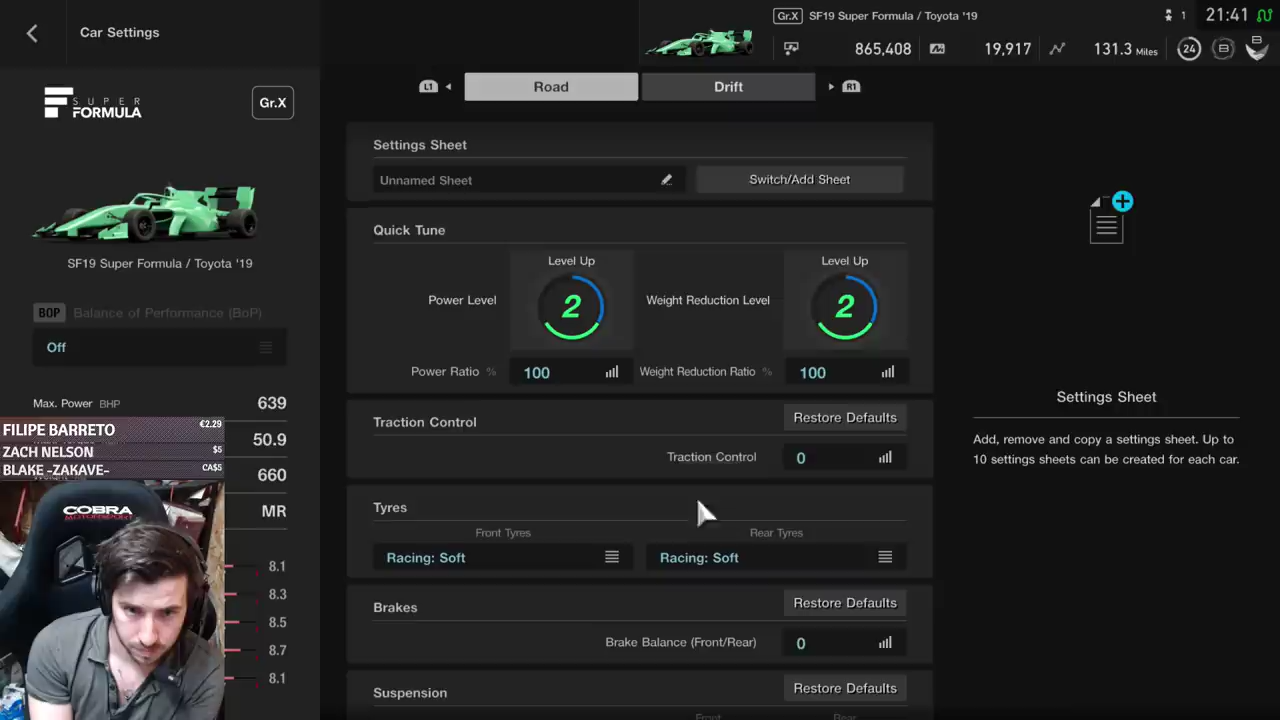 Car Settings
Gr.X SF19 Super Formula / Toyota '19
1 21:41
865,408 19,917 131.3 Miles 24 B B
SUPER FORMULA
Gr.X
SF19 Super Formula / Toyota '19
BOP Balance of Performance (BoP)
Off
Max. Power BHP 639
50.9
660
MR
8.1
8.3
8.5
8.7
8.1
FILIPE BARRETO €2.29
ZACH NELSON $5
BLAKE -ZAKAVE- CA$5
COBRA
L1 Road Drift R1
Settings Sheet
Unnamed Sheet Switch/Add Sheet
Quick Tune
Level Up Level Up
Power Level 2 Weight Reduction Level 2
Power Ratio % 100 Weight Reduction Ratio % 100
Traction Control Restore Defaults
Traction Control 0
Tyres
Front Tyres Rear Tyres
Racing: Soft Racing: Soft
Brakes Restore Defaults
Brake Balance (Front/Rear) 0
Suspension Restore Defaults
Front Rear
Settings Sheet
Add, remove and copy a settings sheet. Up to
10 settings sheets can be created for each car.